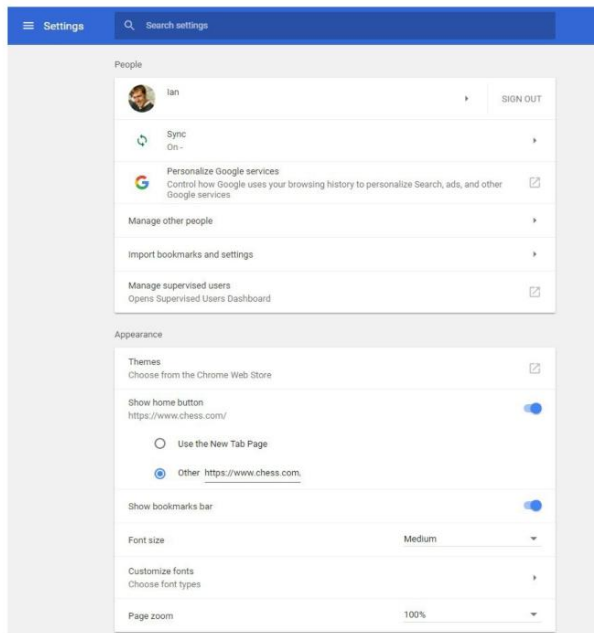 Settings
Search settings
People
Ian
SIGN OUT
Sync
On -
Personalize Google services
Control how Google uses your browsing history to personalize Search, ads, and other
Google services
Manage other people
Import bookmarks and settings
Manage supervised users
Opens Supervised Users Dashboard
Appearance
Themes
Choose from the Chrome Web Store
Show home button
https://www.chess.com/
Use the New Tab Page
Other https://www.chess.com.
Show bookmarks bar
Font size Medium
Customize fonts
Choose font types
Page zoom 100%